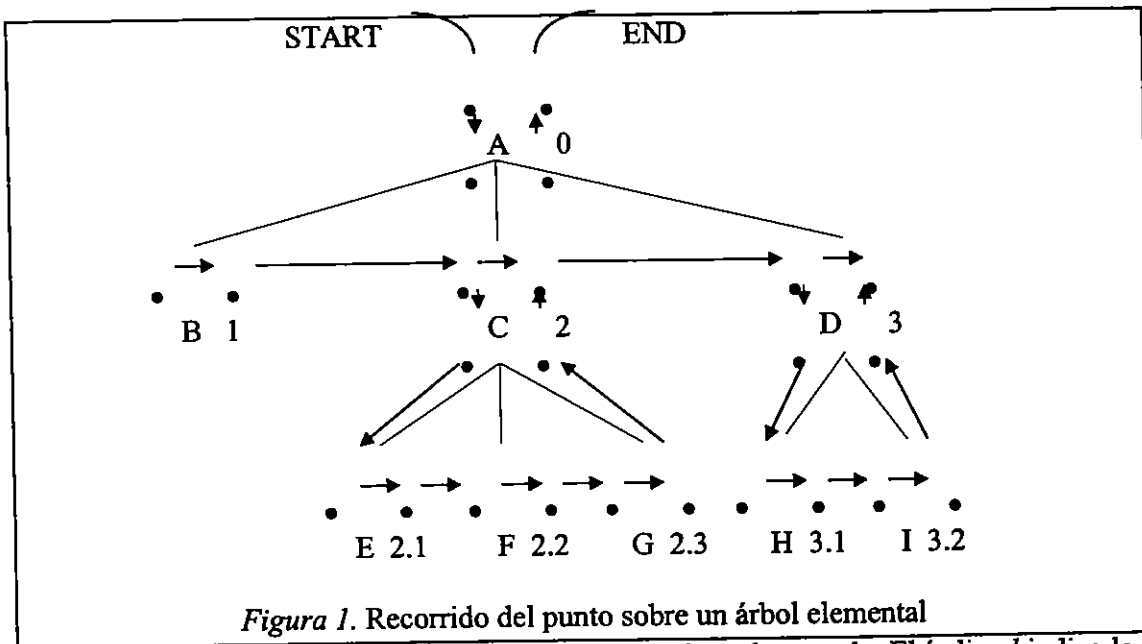 START END
A 0
B 1 C 2 D 3
E 2.1 F 2.2 G 2.3 H 3.1 I 3.2
Figura 1. Recorrido del punto sobre un árbol elemental